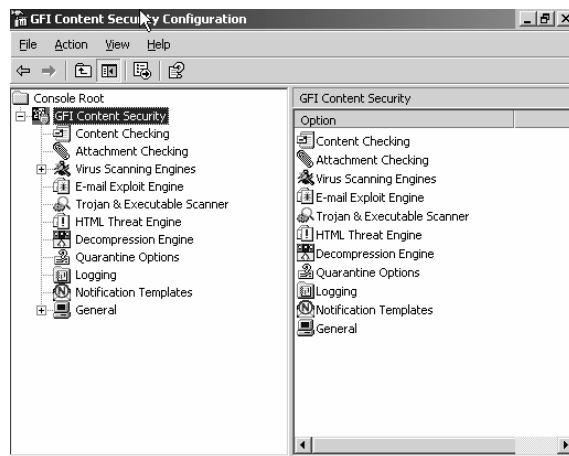 GFI Content Security Configuration
File Action View Help
Console Root
GFI Content Security
Content Checking
Attachment Checking
Virus Scanning Engines
E-mail Exploit Engine
Trojan & Executable Scanner
HTML Threat Engine
Decompression Engine
Quarantine Options
Logging
Notification Templates
General
GFI Content Security
Option
Content Checking
Attachment Checking
Virus Scanning Engines
E-mail Exploit Engine
Trojan & Executable Scanner
HTML Threat Engine
Decompression Engine
Quarantine Options
Logging
Notification Templates
General